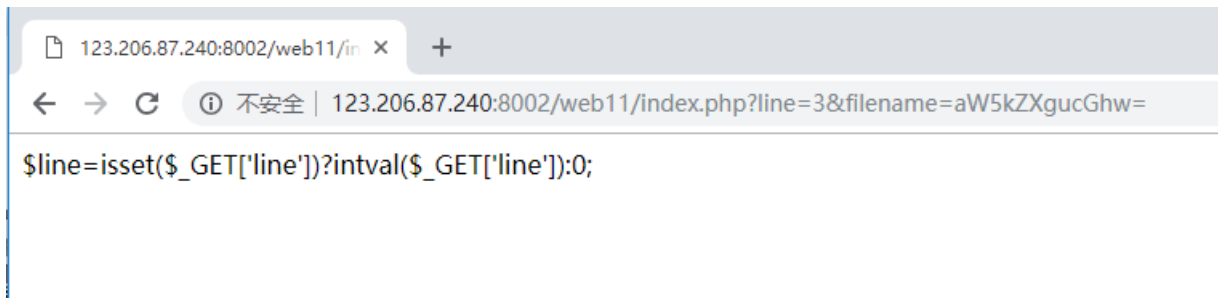 123.206.87.240:8002/web11/in
不安全 | 123.206.87.240:8002/web11/index.php?line=3&filename=aW5kZXgucGhw=
$line=isset($_GET['line'])?intval($_GET['line']):0;